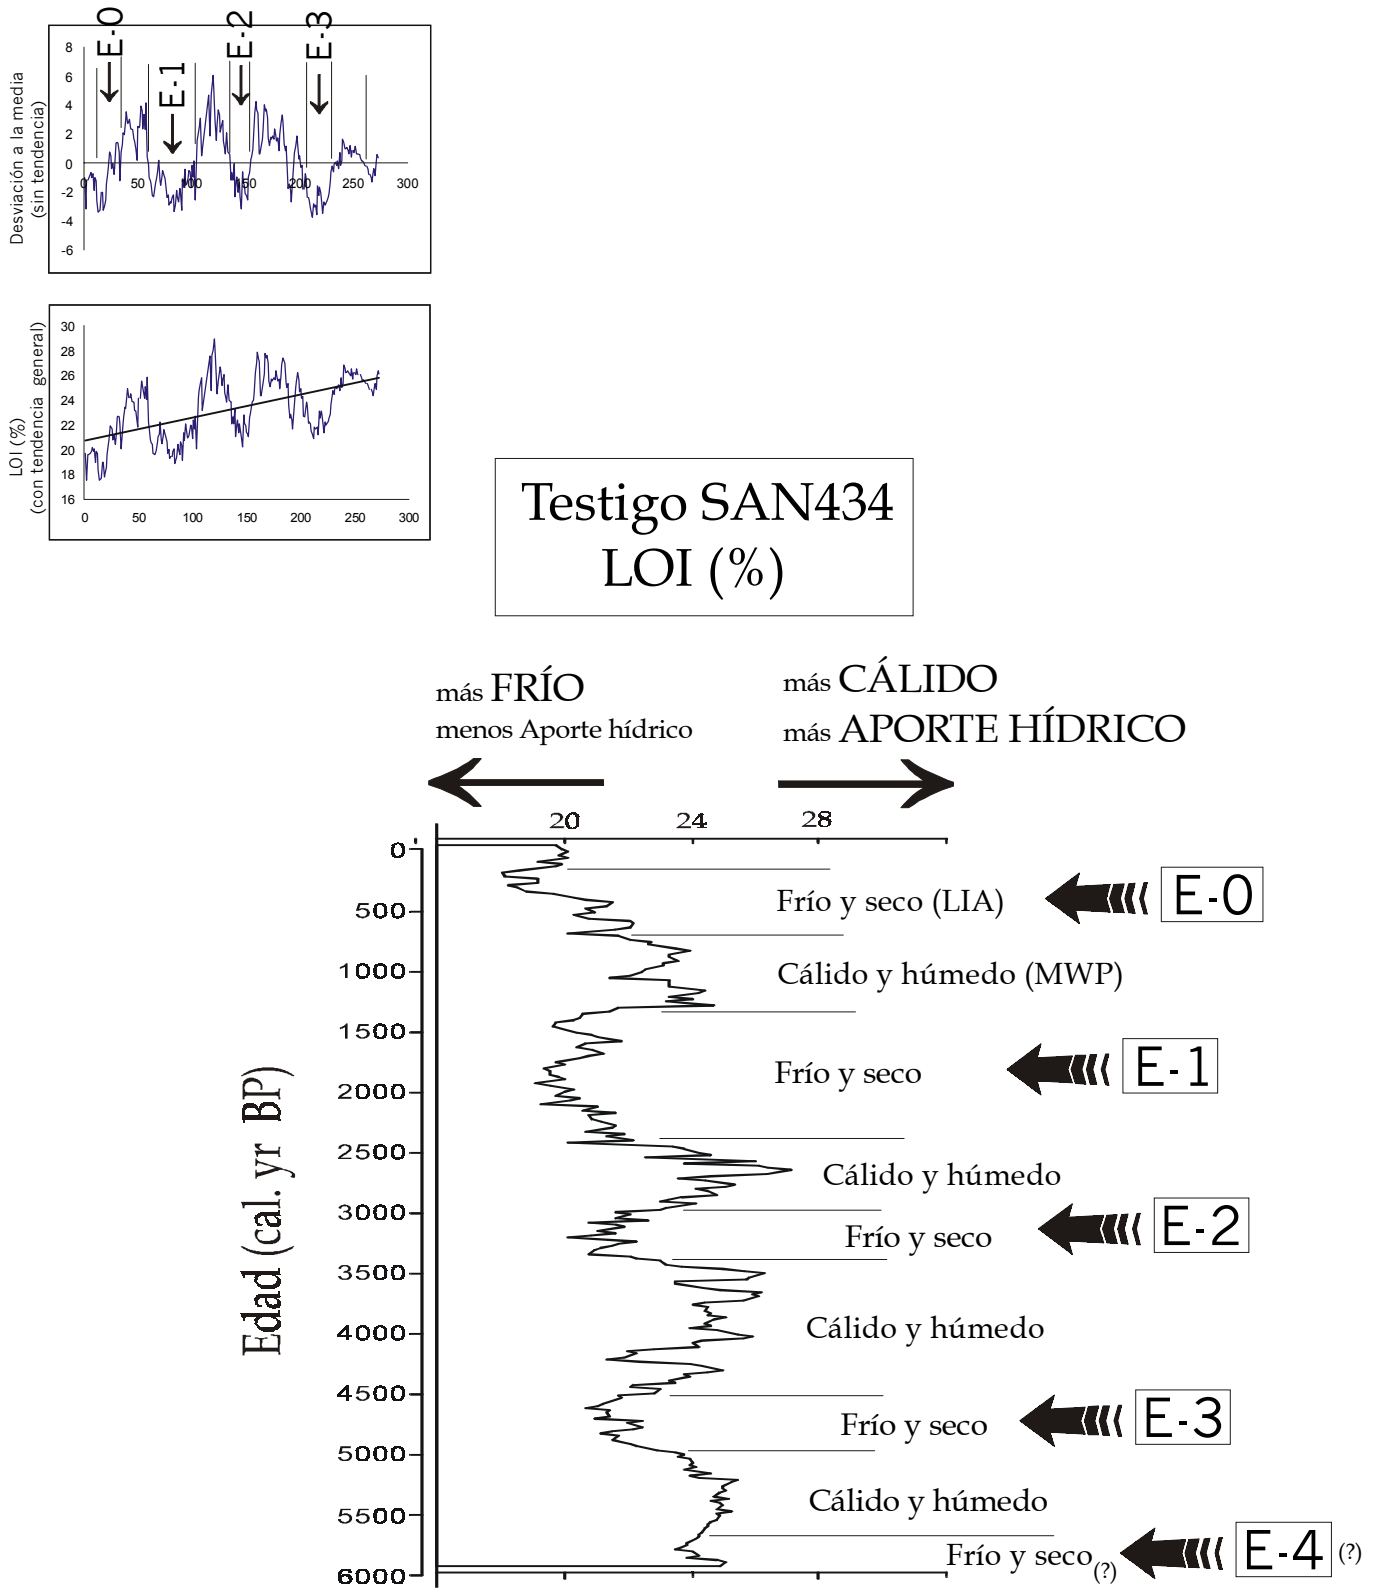 E-0
E-1
E-2
E-3
Desviación a la media
(sin tendencia)
8
6
4
2
0
-2
-4
-6
0
50
100
150
200
250
300
LOI (%)
(con tendencia general)
30
28
26
24
22
20
18
16
0
50
100
150
200
250
300
Testigo SAN434
LOI (%)
más FRÍO
menos Aporte hídrico
más CÁLIDO
más APORTE HÍDRICO
20
24
28
Edad (cal. yr BP)
0
500
1000
1500
2000
2500
3000
3500
4000
4500
5000
5500
6000
Frío y seco (LIA)
E-0
Cálido y húmedo (MWP)
Frío y seco
E-1
Cálido y húmedo
Frío y seco
E-2
Cálido y húmedo
Frío y seco
E-3
Cálido y húmedo
Frío y seco(?)
E-4 (?)